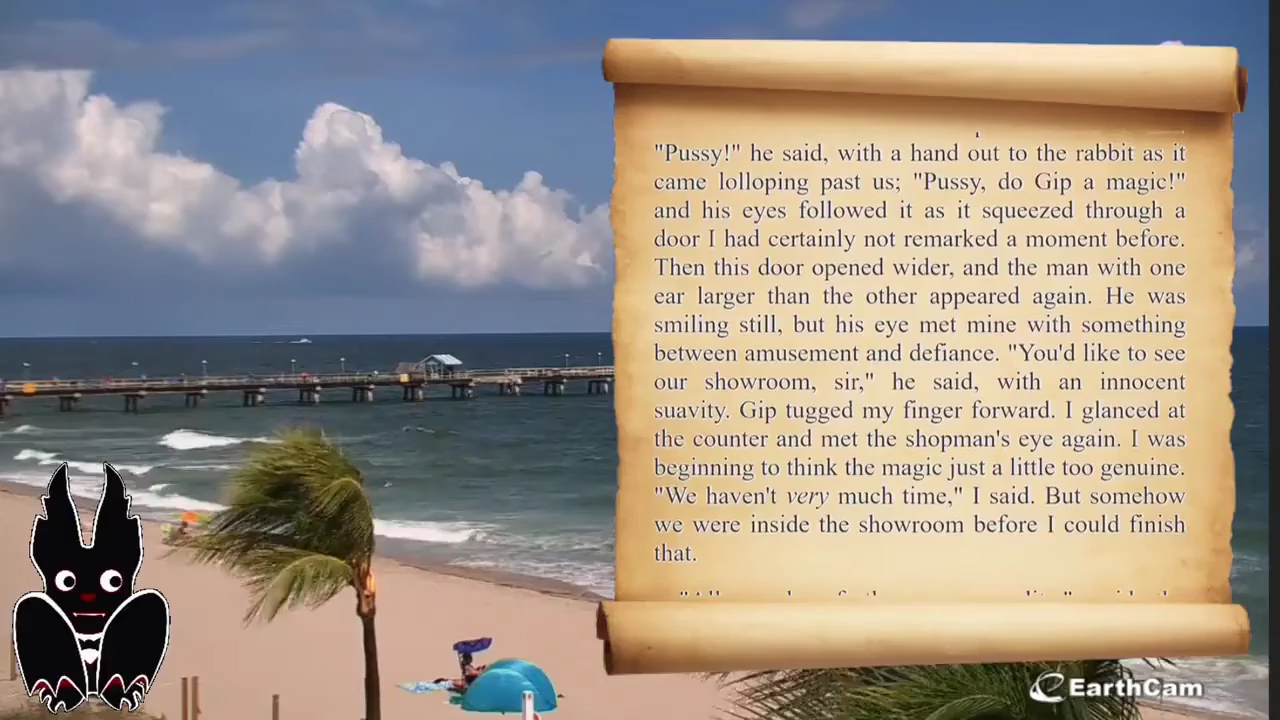 "Pussy!" he said, with a hand out to the rabbit as it
came lolloping past us; "Pussy, do Gip a magic!"
and his eyes followed it as it squeezed through a
door I had certainly not remarked a moment before.
Then this door opened wider, and the man with one
ear larger than the other appeared again. He was
smiling still, but his eye met mine with something
between amusement and defiance. "You'd like to see
our showroom, sir," he said, with an innocent
suavity. Gip tugged my finger forward. I glanced at
the counter and met the shopman's eye again. I was
beginning to think the magic just a little too genuine.
"We haven't very much time," I said. But somehow
we were inside the showroom before I could finish
that.
EarthCam